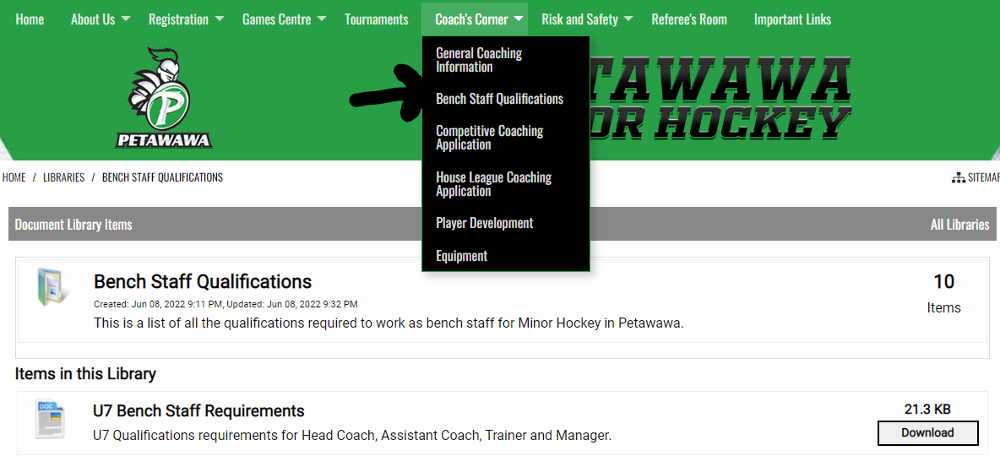 Home About Us Registration Games Centre Tournaments Coach's Corner Risk and Safety Referee's Room Important Links
General Coaching
Information
Bench Staff Qualifications
Competitive Coaching
Application
House League Coaching
Application
Player Development
Equipment
P
PETAWAWA
TAWAWA
OR HOCKEY
HOME / LIBRARIES / BENCH STAFF QUALIFICATIONS
SITEMAP
Document Library Items All Libraries
Bench Staff Qualifications
Created: Jun 08, 2022 9:11 PM, Updated: Jun 08, 2022 9:32 PM
This is a list of all the qualifications required to work as bench staff for Minor Hockey in Petawawa.
10
Items
Items in this Library
DOC
U7 Bench Staff Requirements
U7 Qualifications requirements for Head Coach, Assistant Coach, Trainer and Manager.
21.3 KB
Download